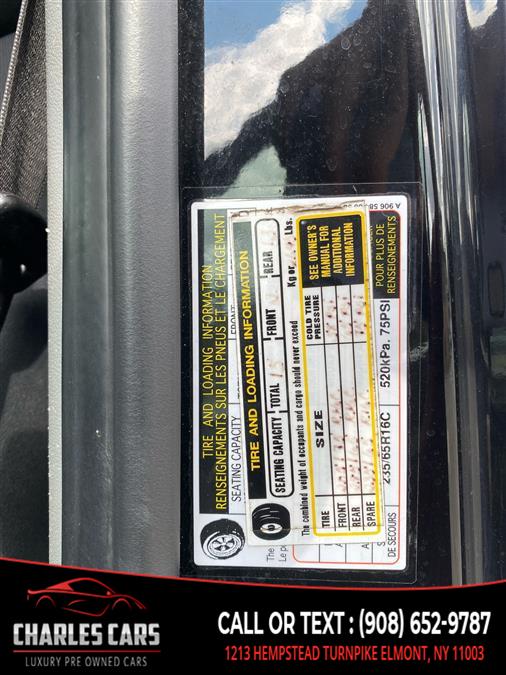 TIRE AND LOADING INFORMATION
RENSEIGNEMENTS SUR LES PNEUS ET LE CHARGEMENT
SEATING CAPACITY
FRONT
TIRE AND LOADING INFORMATION
SEATING CAPACITY TOTAL FRONT REAR
The combined weight of occupants and cargo should never exceed Kg or Lbs.
TIRE SIZE COLD TIRE PRESSURE
FRONT
REAR
SPARE
SEE OWNER'S
MANUAL FOR
ADDITIONAL
INFORMATION
The
Le p
DE SECOURS
235/65R16C 520kPa. 75PSI
POUR PLUS DE
RENSEIGNEMENTS
A 906 58
CHARLES CARS
LUXURY PRE OWNED CARS
CALL OR TEXT : (908) 652-9787
1213 HEMPSTEAD TURNPIKE ELMONT, NY 11003